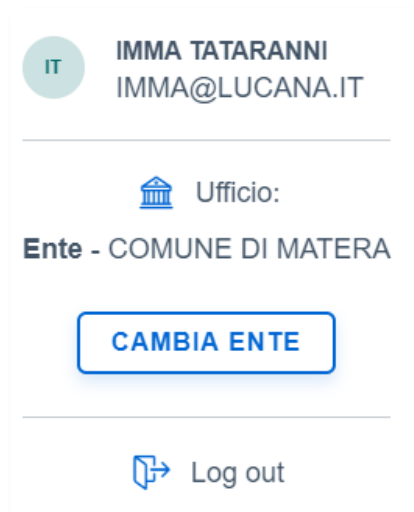 IT
IMMA TATARANNI
IMMA@LUCANA.IT
Ufficio:
Ente - COMUNE DI MATERA
CAMBIA ENTE
Log out